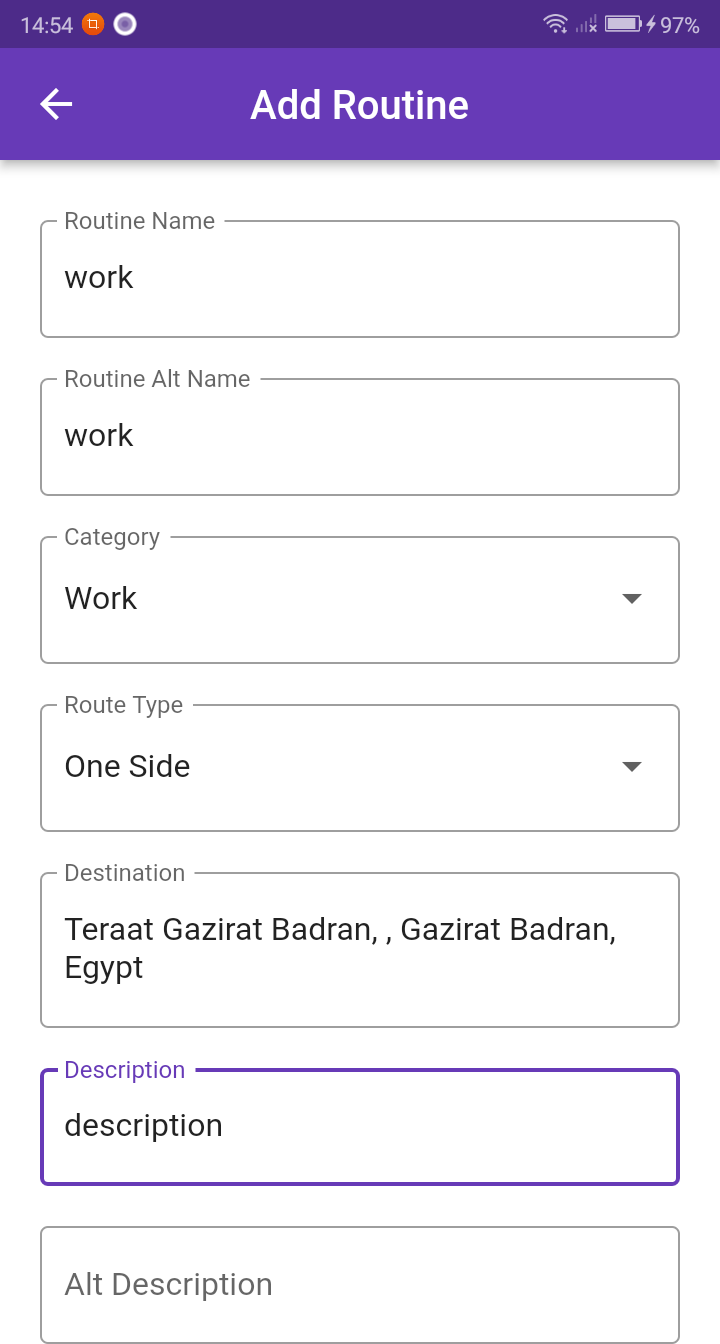 14:54
97%
Add Routine
Routine Name
work
Routine Alt Name
work
Category
Work
Route Type
One Side
Destination
Teraat Gazirat Badran, , Gazirat Badran,
Egypt
Description
description
Alt Description